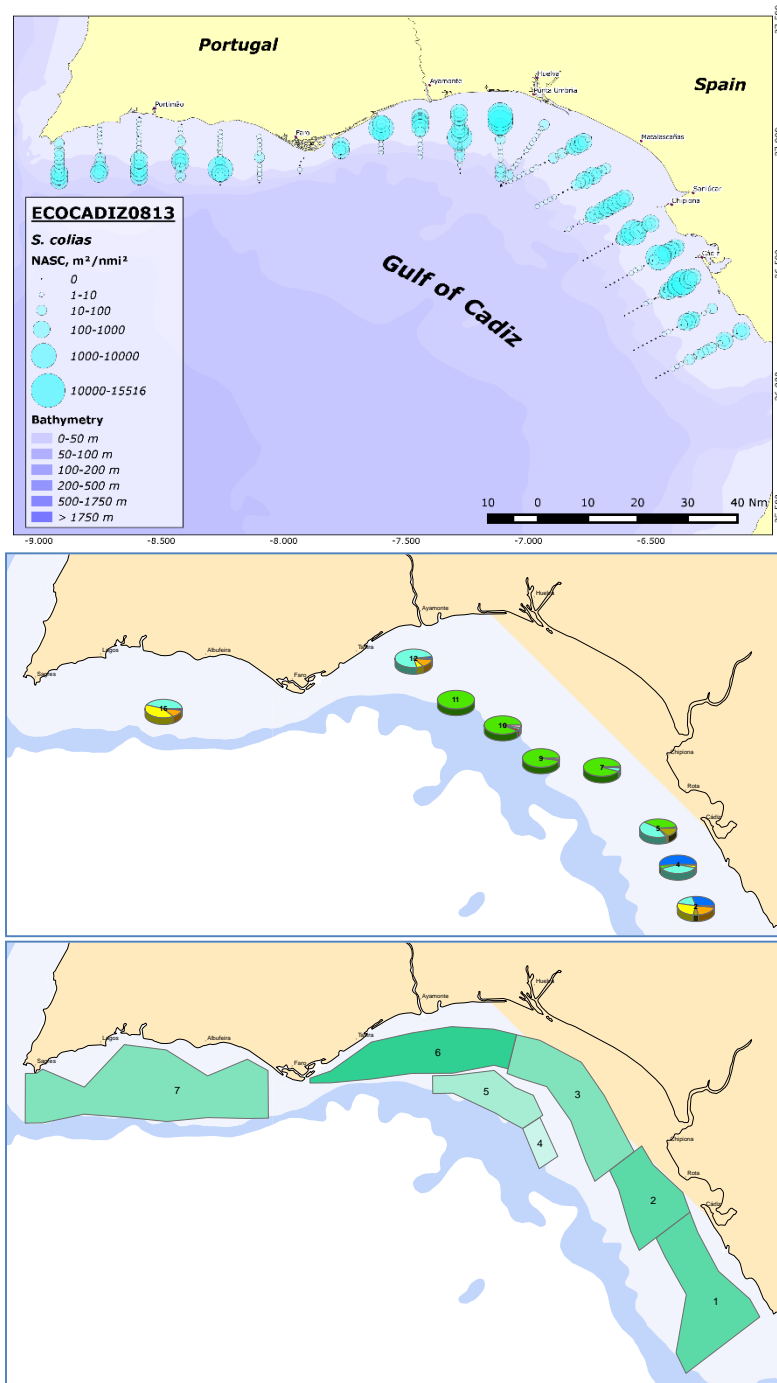 Portugal
Spain
Ayamonte
Huelva
Punta Umbria
Portimão
Faro
Matalascañas
Sanlúcar
Chipiona
Cádiz
Gulf of Cadiz
ECOCADIZ0813
S. colias
NASC, m²/nmi²
0
1-10
10-100
100-1000
1000-10000
10000-15516
Bathymetry
0-50 m
50-100 m
100-200 m
200-500 m
500-1750 m
> 1750 m
10 0 10 20 30 40 Nm
-9.000 -8.500 -8.000 -7.500 -7.000 -6.500
Huelva
Ayamonte
Tavira
Lagos
Albufeira
Sagres
Faro
12
11
15
10
9
7
Chipiona
Rota
Cádiz
5
4
2
Huelva
Ayamonte
Tavira
Lagos
Albufeira
Sagres
Faro
6
7
5
3
4
Chipiona
Rota
Cádiz
2
1